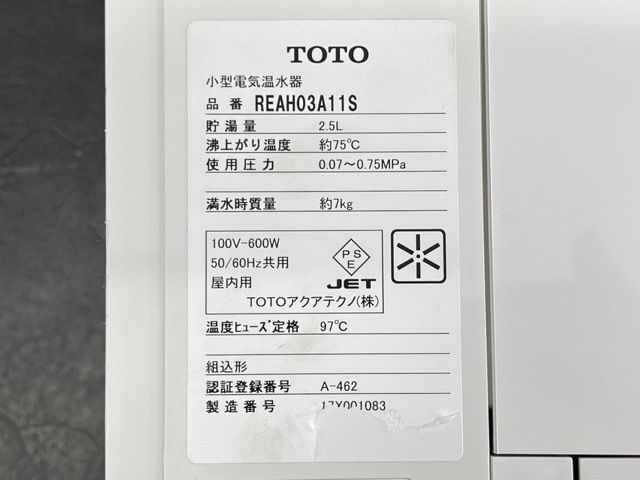 TOTO
小型電気温水器
品 番 REAH03A11S
貯湯量 2.5L
沸上がり温度 約75℃
使用圧力 0.07～0.75MPa
満水時質量 約7kg
100V-600W
50/60Hz共用
屋内用
PS
E
JET
TOTOアクアテクノ(株)
温度ﾋｭｰｽﾞ定格 97℃
組込形
認証登録番号 A-462
製造番号